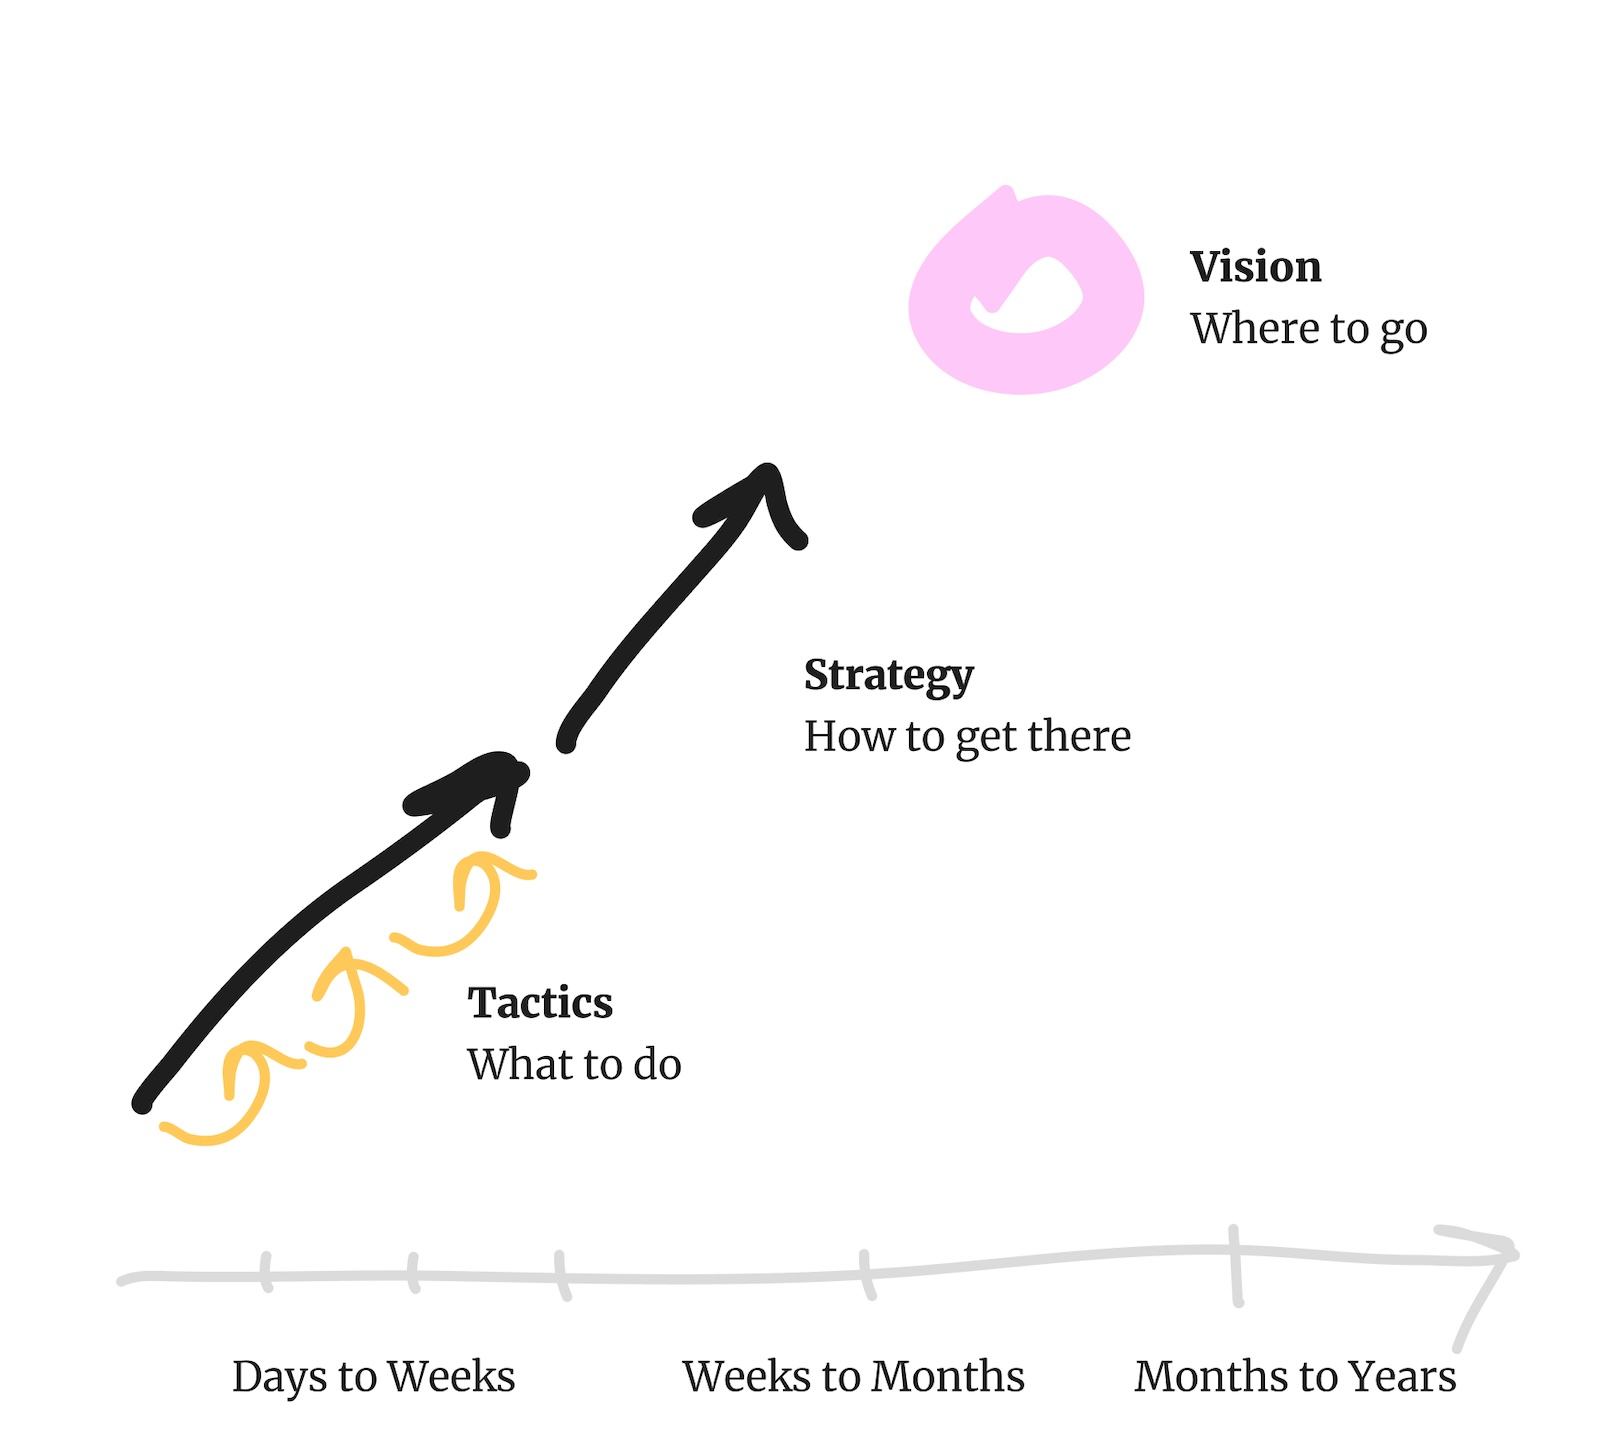 Vision
Where to go
Strategy
How to get there
Tactics
What to do
Days to Weeks
Weeks to Months
Months to Years